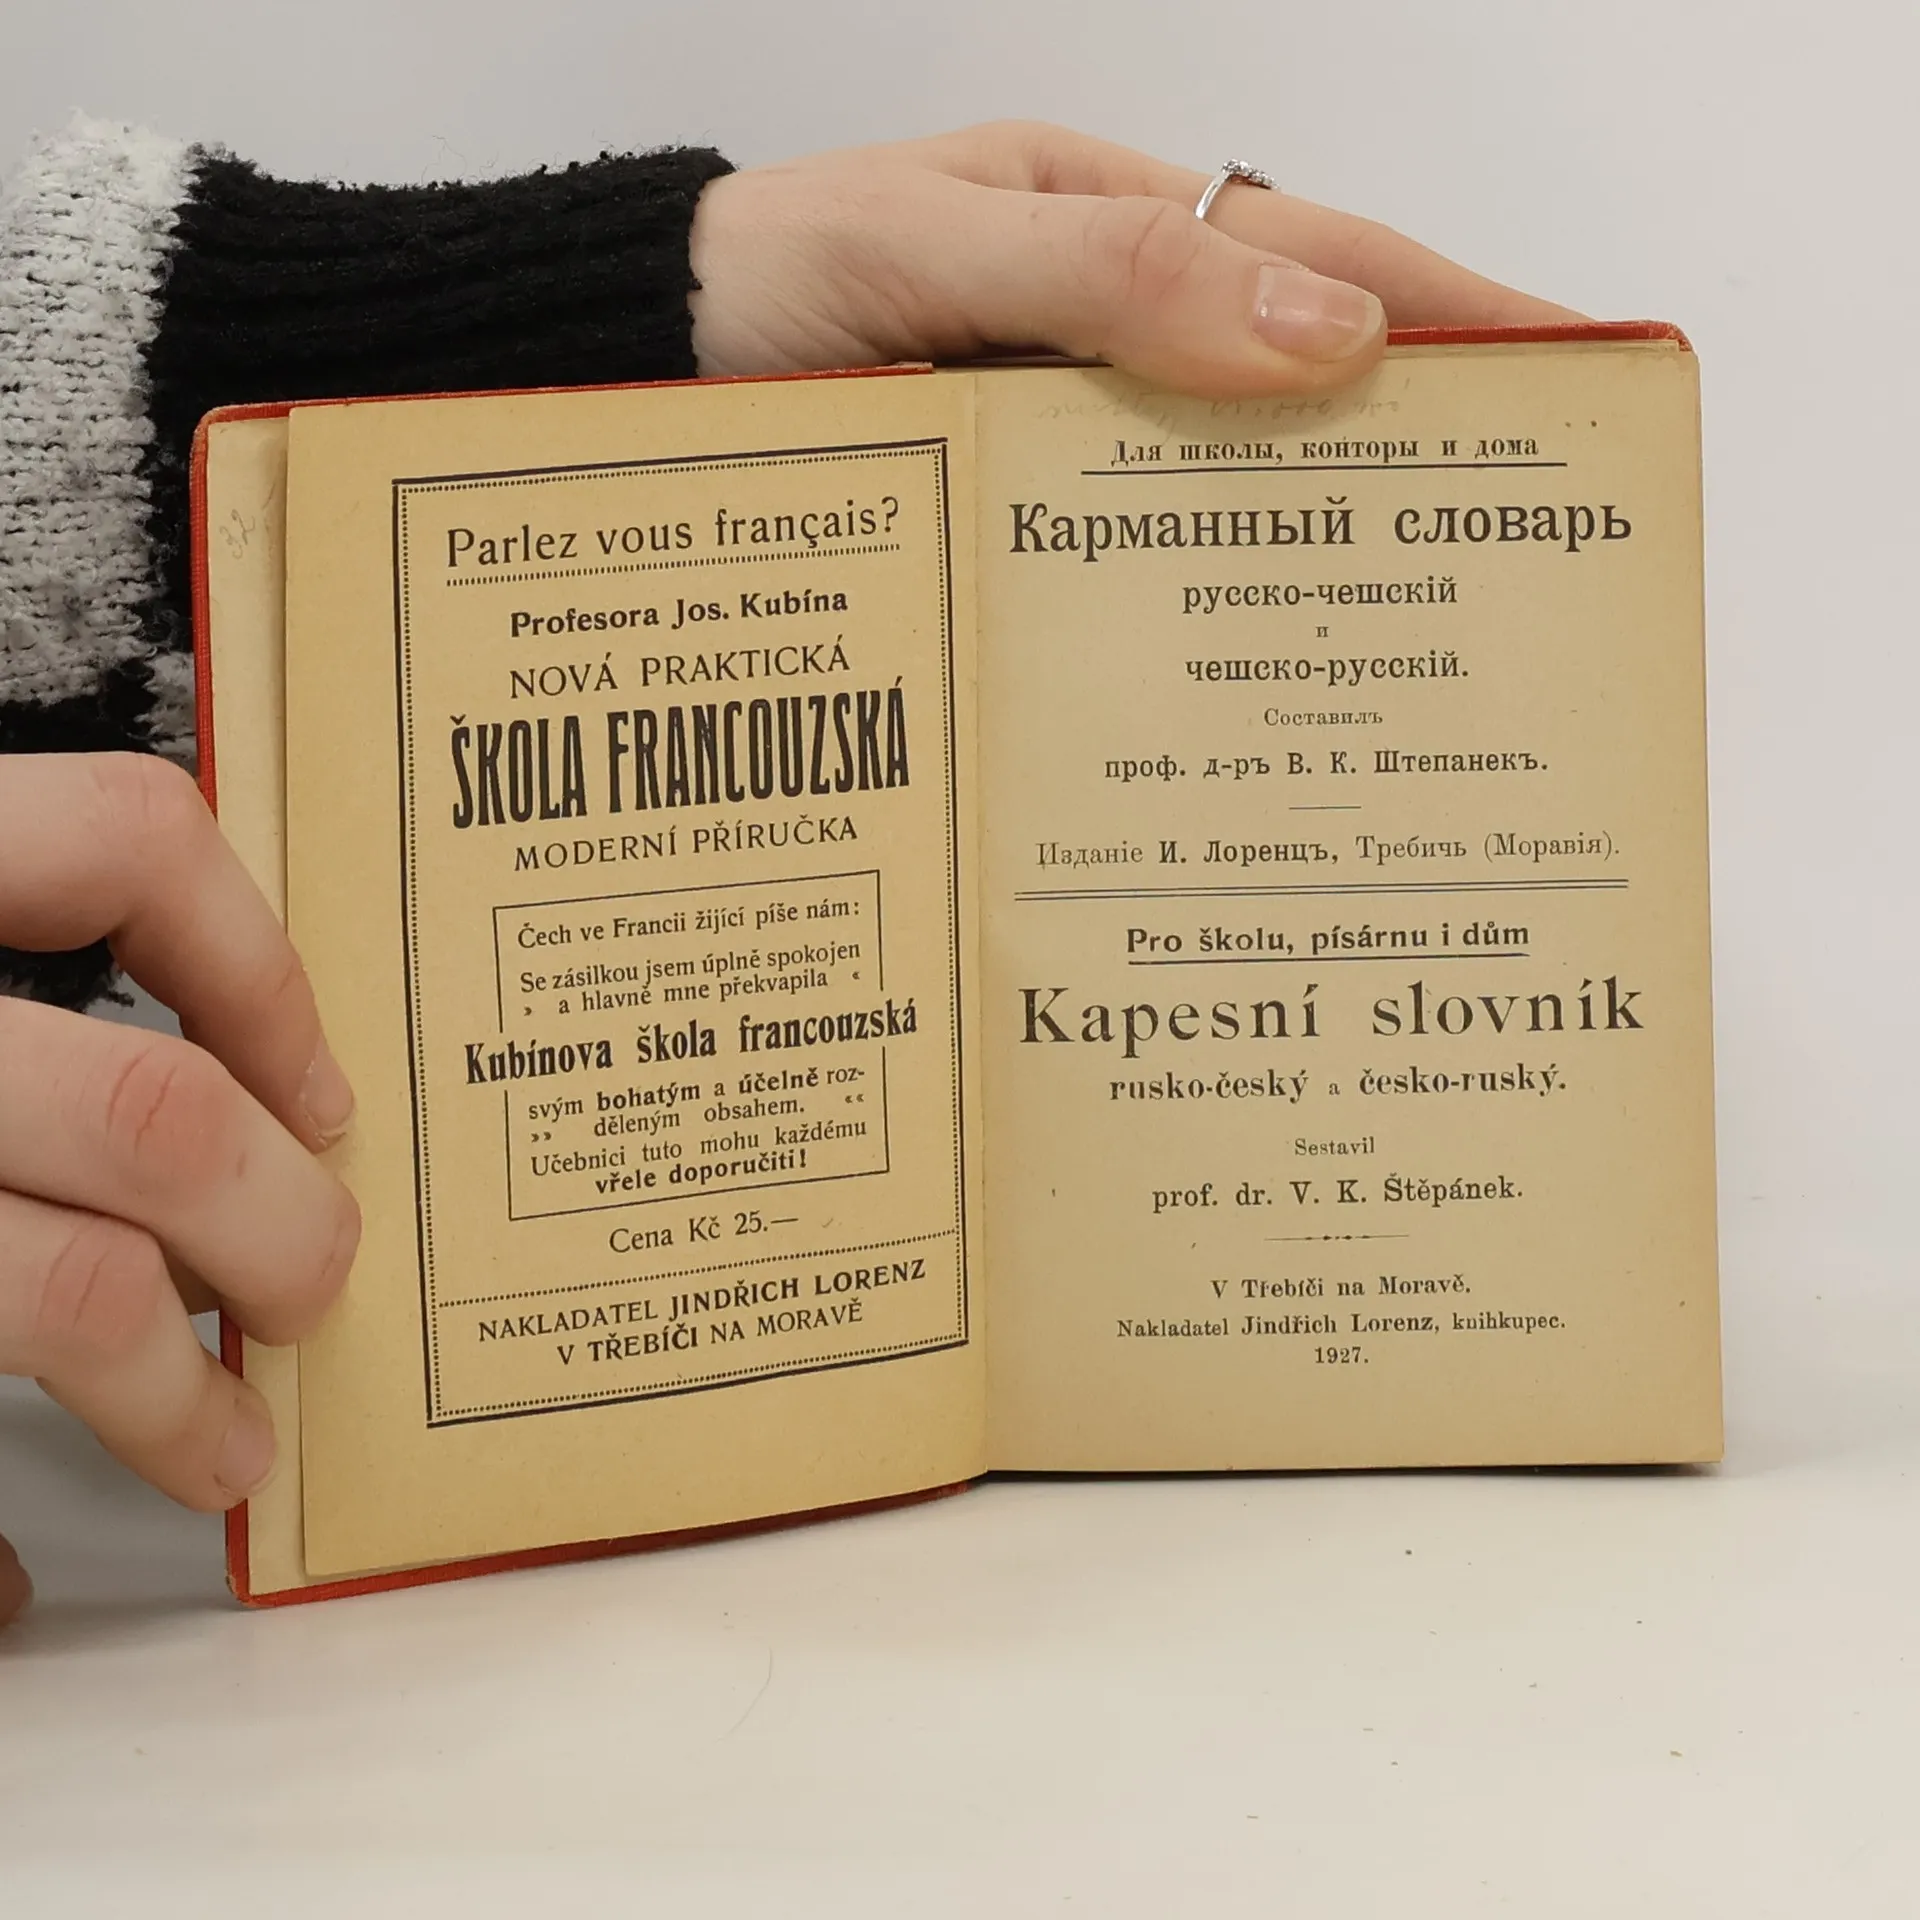 Parlez vous français?
Profesora Jos. Kubína
NOVÁ PRAKTICKÁ
ŠKOLA FRANCOUZSKÁ
MODERNÍ PŘÍRUČKA
Čech ve Francii žijící píše nám:
Se zásilkou jsem úplně spokojen
› a hlavně mne překvapila ‹
Kubínova škola francouzská
svým bohatým a účelně roz-
›› děleným obsahem. ‹‹
Učebnici tuto mohu každému
vřele doporučiti!
Cena Kč 25.—
NAKLADATEL JINDŘICH LORENZ
V TŘEBÍČI NA MORAVĚ
32
Для школы, конторы и дома
Карманный словарь
русско-чешскій
и
чешско-русскій.
Составилъ
проф. д-ръ В. К. Штепанекъ.
Изданіе И. Лоренцъ, Требичь (Моравія).
Pro školu, písárnu i dům
Kapesní slovník
rusko-český a česko-ruský.
Sestavil
prof. dr. V. K. Štěpánek.
V Třebíči na Moravě.
Nakladatel Jindřich Lorenz, knihkupec.
1927.